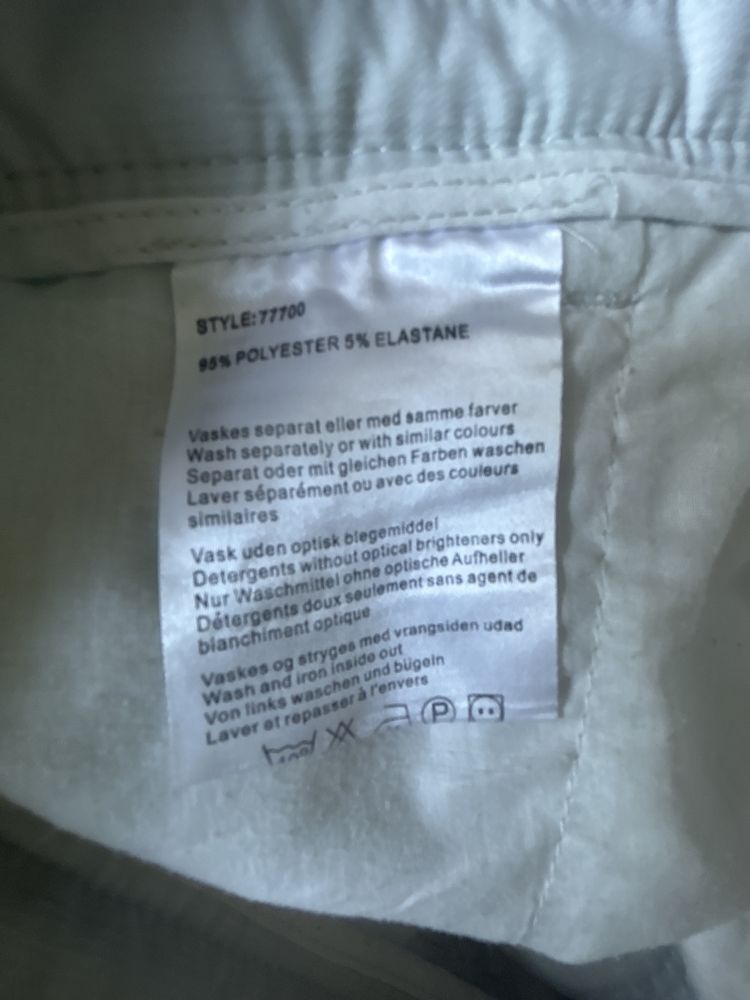 STYLE:77700
95% POLYESTER 5% ELASTANE
Vaskes separat eller med samme farver
Wash separately or with similar colours
Separat oder mit gleichen Farben waschen
Laver séparément ou avec des couleurs
similaires
Vask uden optisk blegemiddel
Detergents without optical brighteners only
Nur Waschmittel ohne optische Aufheller
Détergents doux seulement sans agent de
blanchiment optique
Vaskes og stryges med vrangsiden udad
Wash and iron inside out
Von links waschen und bügeln
Laver et repasser à l'envers
P